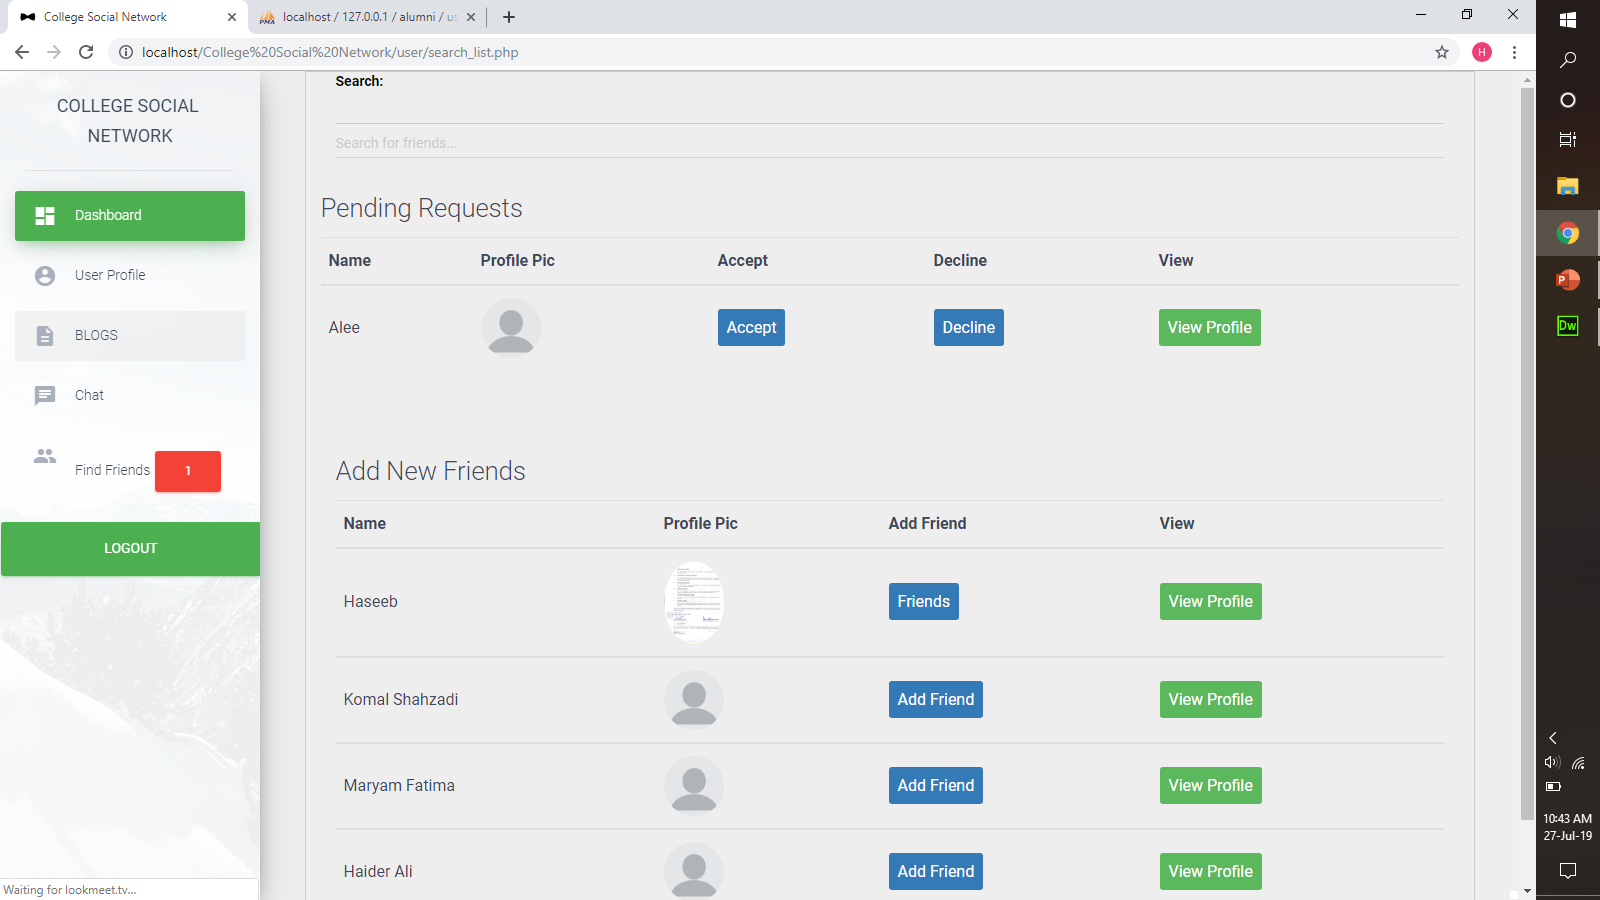 College Social Network
localhost / 127.0.0.1 / alumni / us
localhost/College%20Social%20Network/user/search_list.php
H
COLLEGE SOCIAL
NETWORK
Dashboard
User Profile
BLOGS
Chat
Find Friends 1
LOGOUT
Waiting for lookmeet.tv...
Search:
Search for friends...
Pending Requests
Name Profile Pic Accept Decline View
Alee Accept Decline View Profile
Add New Friends
Name Profile Pic Add Friend View
Haseeb Friends View Profile
Komal Shahzadi Add Friend View Profile
Maryam Fatima Add Friend View Profile
Haider Ali Add Friend View Profile
PMA
P
Dw
10:43 AM
27-Jul-19